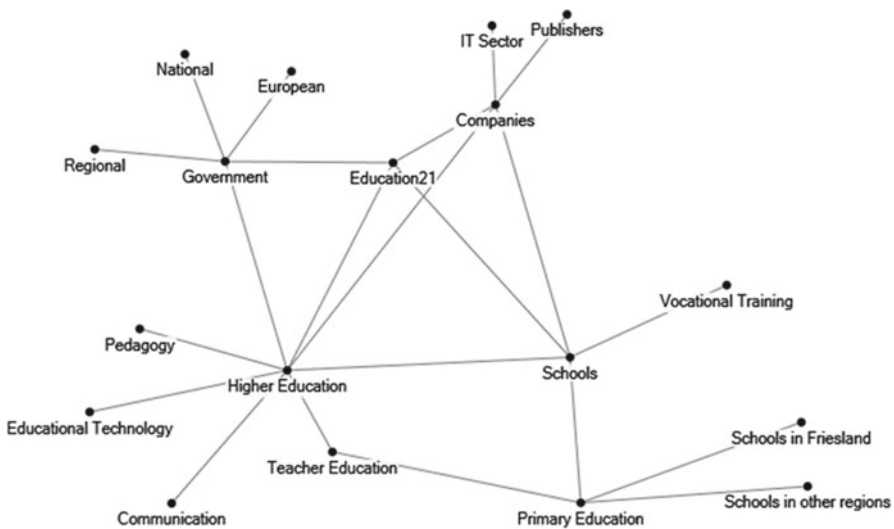 Publishers
IT Sector
National
European
Companies
Regional
Government
Education21
Vocational Training
Pedagogy
Higher Education
Schools
Educational Technology
Schools in Friesland
Teacher Education
Schools in other regions
Communication
Primary Education